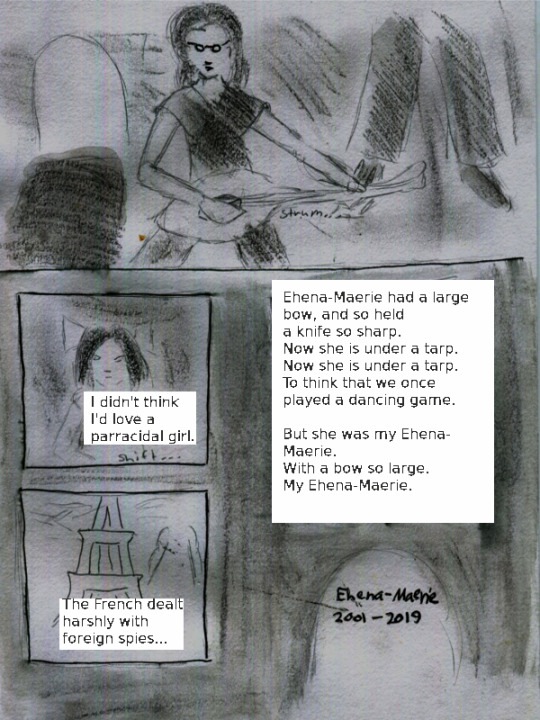 strum...
Ehena-Maerie had a large
bow, and so held
a knife so sharp.
Now she is under a tarp.
Now she is under a tarp.
To think that we once
played a dancing game.
But she was my Ehena-
Maerie.
With a bow so large.
My Ehena-Maerie.
I didn't think
I'd love a
parracidal girl.
shift...
The French dealt
harshly with
foreign spies...
Ehena-Maerie
2001-2019